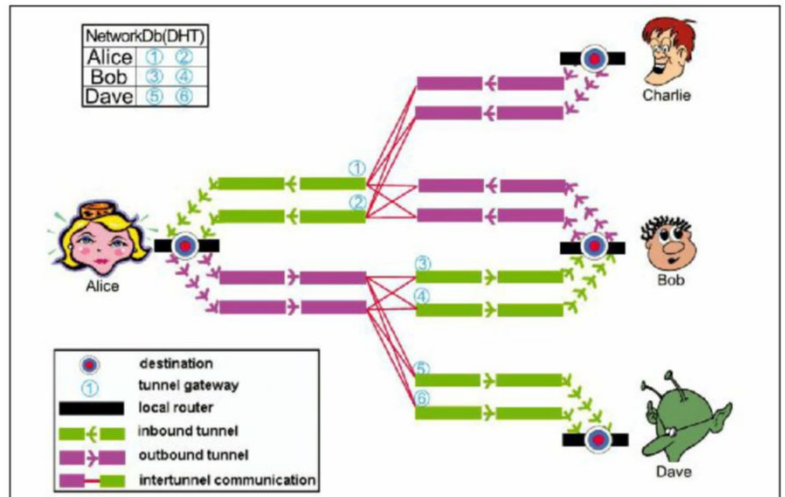 NetworkDb(DHT)
Alice ① ②
Bob ③ ④
Dave ⑤ ⑥
Charlie
①
②
Alice
③
④
Bob
⑤
⑥
Dave
destination
① tunnel gateway
local router
inbound tunnel
outbound tunnel
intertunnel communication